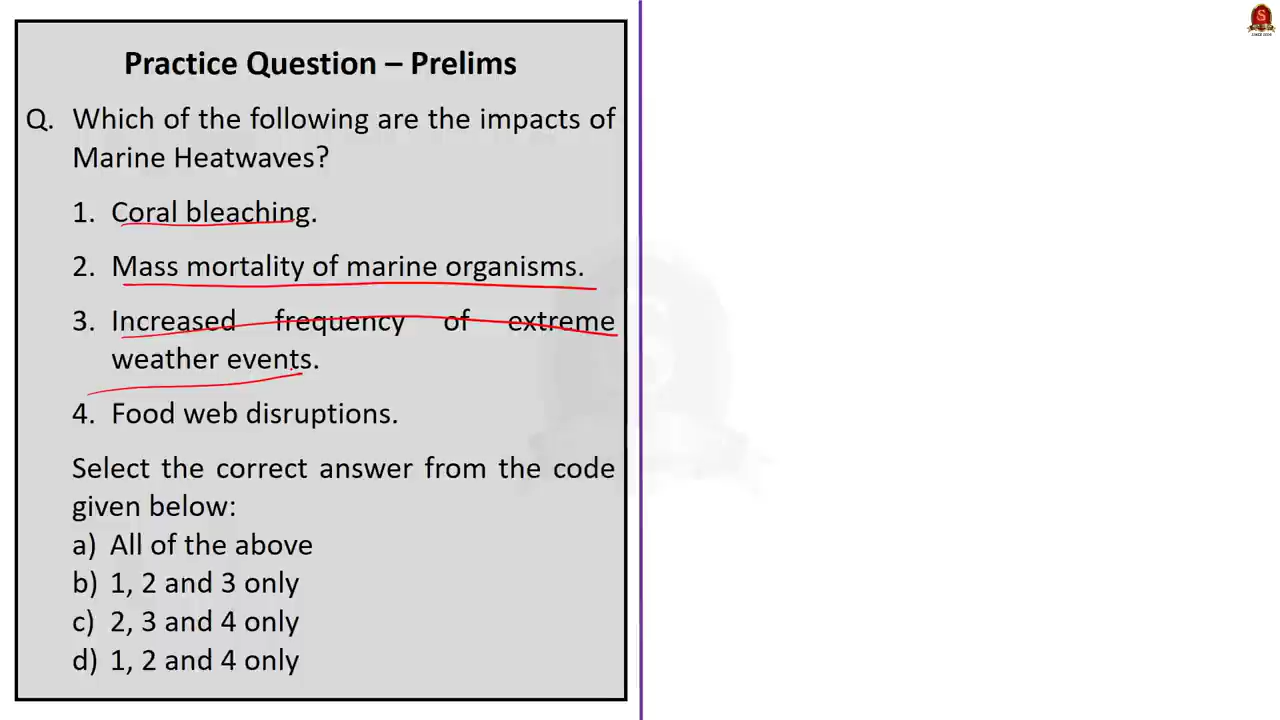 Practice Question – Prelims
Q. Which of the following are the impacts of
Marine Heatwaves?
1. Coral bleaching.
2. Mass mortality of marine organisms.
3. Increased frequency of extreme
weather events.
4. Food web disruptions.
Select the correct answer from the code
given below:
a) All of the above
b) 1, 2 and 3 only
c) 2, 3 and 4 only
d) 1, 2 and 4 only
S